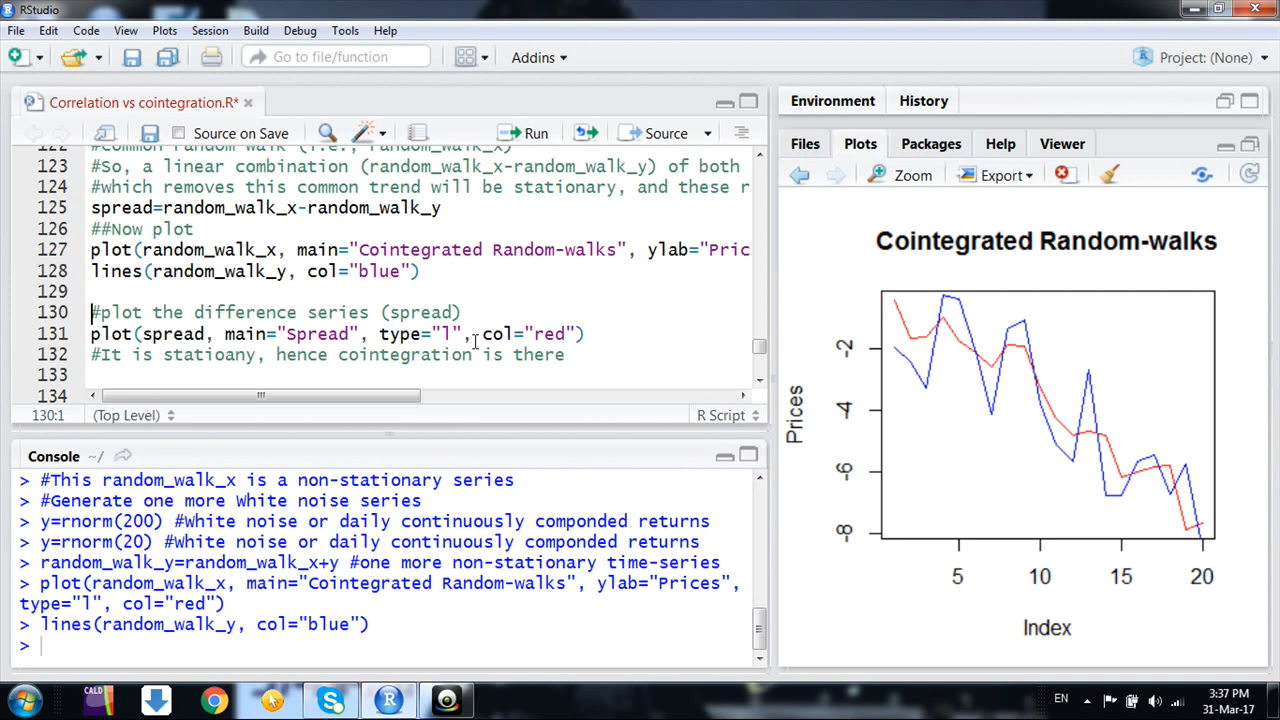 RStudio
File Edit Code View Plots Session Build Debug Tools Help
Go to file/function Addins Project: (None)
Correlation vs cointegration.R*
Source on Save Run Source
122 #Common random walk (i.e., random_walk_x)
123 #So, a linear combination (random_walk_x-random_walk_y) of both
124 #which removes this common trend will be stationary, and these r
125 spread=random_walk_x-random_walk_y
126 ##Now plot
127 plot(random_walk_x, main="Cointegrated Random-walks", ylab="Pric
128 lines(random_walk_y, col="blue")
129
130 #plot the difference series (spread)
131 plot(spread, main="Spread", type="l", col="red")
132 #It is statioany, hence cointegration is there
133
134
130:1 (Top Level) R Script
Console ~/
> #This random_walk_x is a non-stationary series
> #Generate one more White noise series
> y=rnorm(200) #white noise or daily continuously componded returns
> y=rnorm(20) #white noise or daily continuously componded returns
> random_walk_y=random_walk_x+y #one more non-stationary time-series
> plot(random_walk_x, main="Cointegrated Random-walks", ylab="Prices",
type="l", col="red")
> lines(random_walk_y, col="blue")
>
Environment History
Files Plots Packages Help Viewer
Zoom Export
Cointegrated Random-walks
Prices
-2
-4
-6
-8
5 10 15 20
Index
CALD
EN
3:37 PM
31-Mar-17